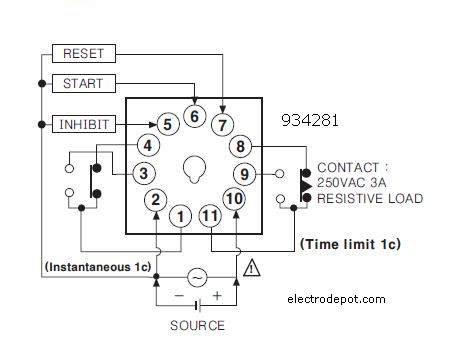 RESET
START
INHIBIT
6
5
7
4
8
3
9
2
10
1
11
934281
CONTACT :
250VAC 3A
RESISTIVE LOAD
(Time limit 1c)
(Instantaneous 1c)
~
!
− +
SOURCE
electrodepot.com